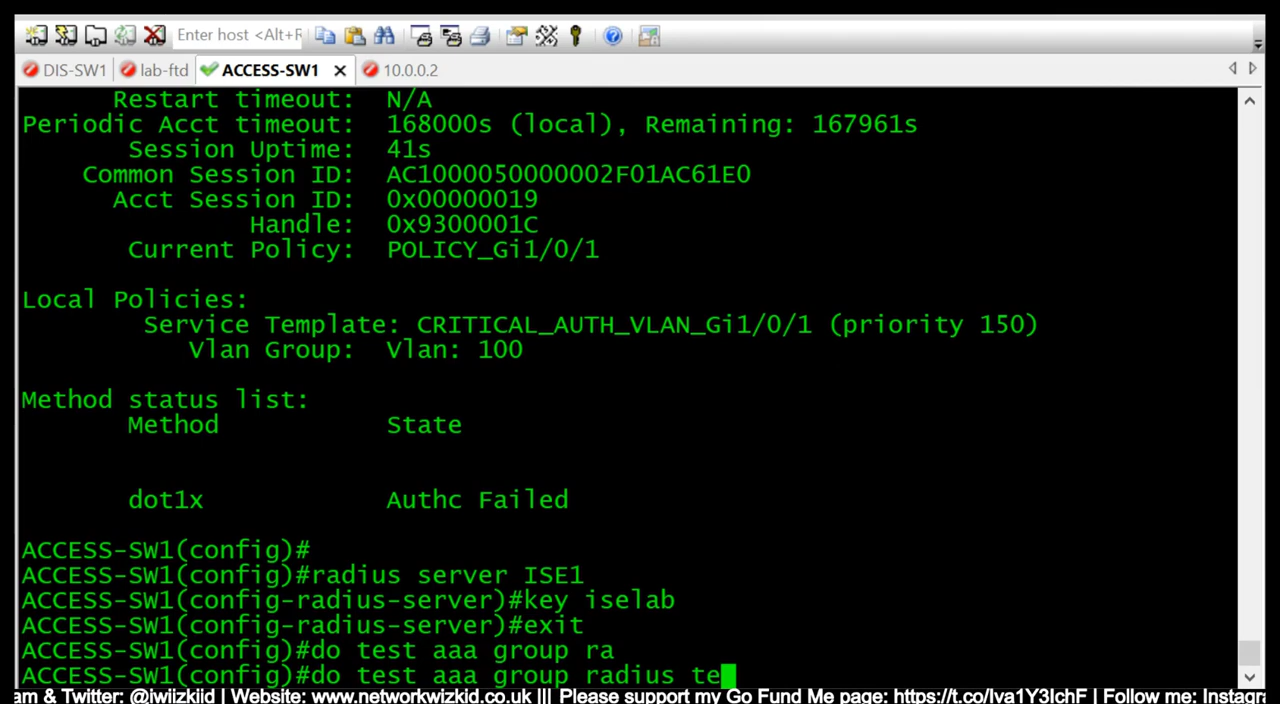 Enter host <Alt+R
DIS-SW1 lab-ftd ACCESS-SW1 10.0.0.2
Restart timeout: N/A
Periodic Acct timeout: 168000s (local), Remaining: 167961s
Session Uptime: 41s
Common Session ID: AC1000050000002F01AC61E0
Acct Session ID: 0x00000019
Handle: 0x9300001C
Current Policy: POLICY_Gi1/0/1
Local Policies:
Service Template: CRITICAL_AUTH_VLAN_Gi1/0/1 (priority 150)
Vlan Group: Vlan: 100
Method status list:
Method State
dot1x Authc Failed
ACCESS-SW1(config)#
ACCESS-SW1(config)#radius server ISE1
ACCESS-SW1(config-radius-server)#key iselab
ACCESS-SW1(config-radius-server)#exit
ACCESS-SW1(config)#do test aaa group ra
ACCESS-SW1(config)#do test aaa group radius te
am & Twitter: @iwiizkiid | Website: www.networkwizkid.co.uk ||| Please support my Go Fund Me page: https://t.co/Iva1Y3IchF | Follow me: Instagra